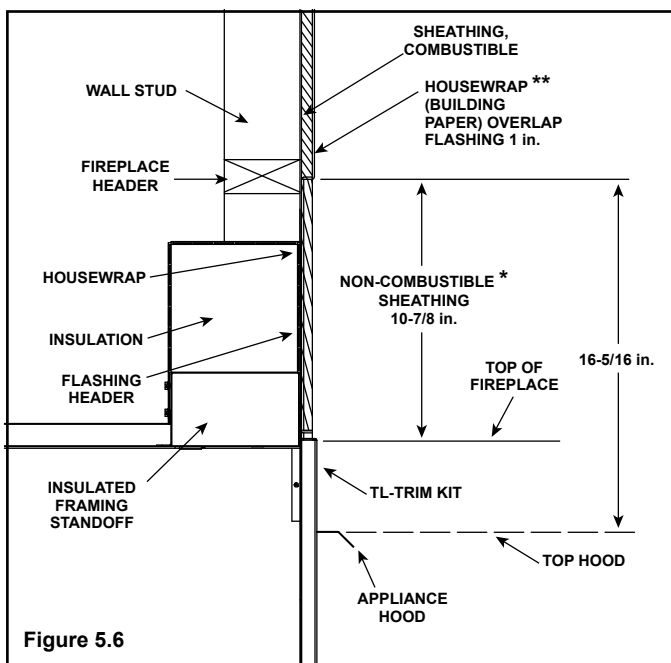 SHEATHING,
COMBUSTIBLE
WALL STUD
HOUSEWRAP **
(BUILDING
PAPER) OVERLAP
FLASHING 1 in.
FIREPLACE
HEADER
HOUSEWRAP
NON-COMBUSTIBLE *
SHEATHING
10-7/8 in.
INSULATION
16-5/16 in.
FLASHING
HEADER
TOP OF
FIREPLACE
INSULATED
FRAMING
STANDOFF
TL-TRIM KIT
TOP HOOD
APPLIANCE
HOOD
Figure 5.6